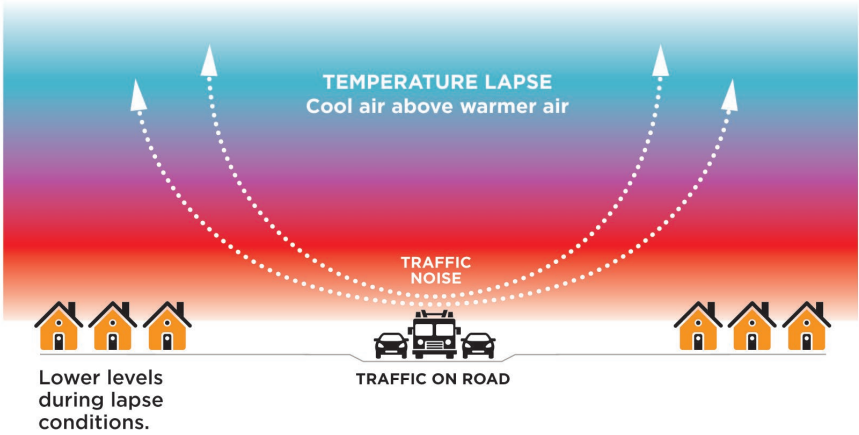 TEMPERATURE LAPSE
Cool air above warmer air
TRAFFIC
NOISE
TRAFFIC ON ROAD
Lower levels
during lapse
conditions.